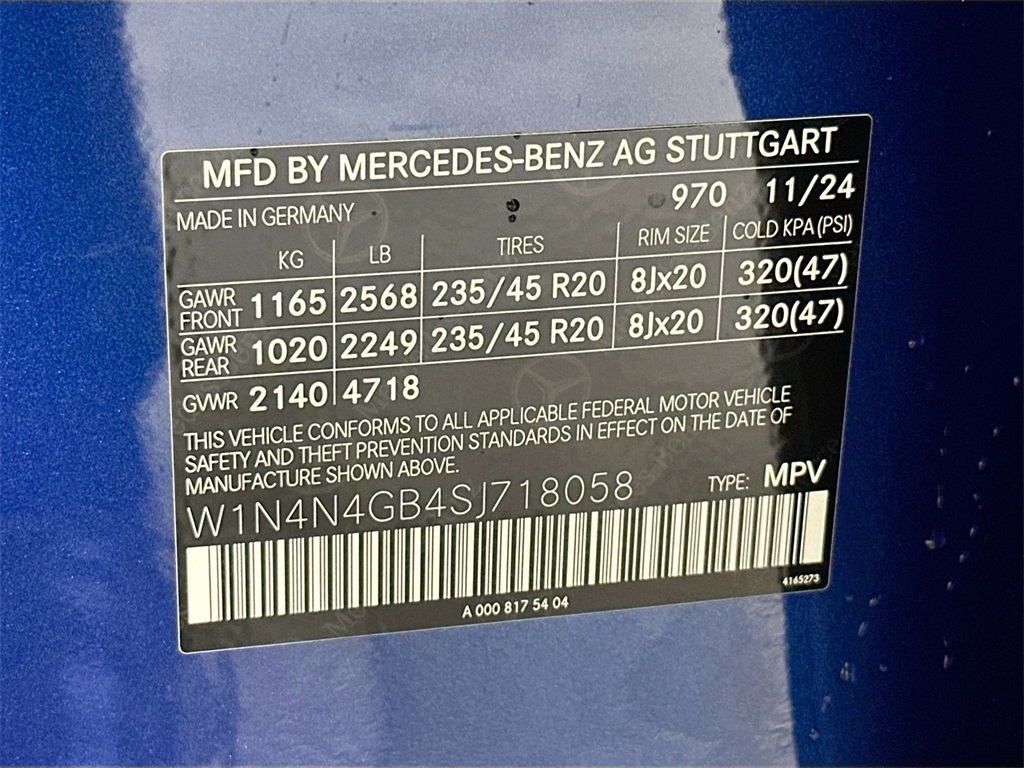 MFD BY MERCEDES-BENZ AG STUTTGART
MADE IN GERMANY 970 11/24
KG LB TIRES RIM SIZE COLD KPA (PSI)
GAWR FRONT 1165 2568 235/45 R20 8Jx20 320(47)
GAWR REAR 1020 2249 235/45 R20 8Jx20 320(47)
GVWR 2140 4718
THIS VEHICLE CONFORMS TO ALL APPLICABLE FEDERAL MOTOR VEHICLE
SAFETY AND THEFT PREVENTION STANDARDS IN EFFECT ON THE DATE OF
MANUFACTURE SHOWN ABOVE.
W1N4N4GB4SJ718058 TYPE: MPV
4165273
A 000 817 54 04